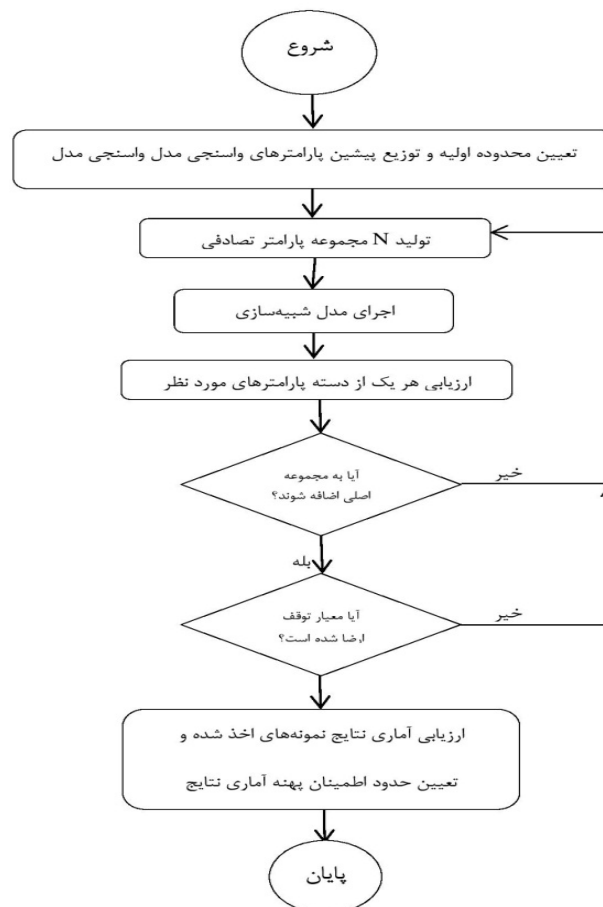 شروع
تعیین محدوده اولیه و توزیع پیشین پارامترهای واسنجی مدل واسنجی مدل
تولید N مجموعه پارامتر تصادفی
اجرای مدل شبیه‌سازی
ارزیابی هر یک از دسته پارامترهای مورد نظر
آیا به مجموعه
اصلی اضافه شوند؟
خیر
بله
آیا معیار توقف
ارضا شده است؟
خیر
ارزیابی آماری نتایج نمونه‌های اخذ شده و
تعیین حدود اطمینان پهنه آماری نتایج
پایان